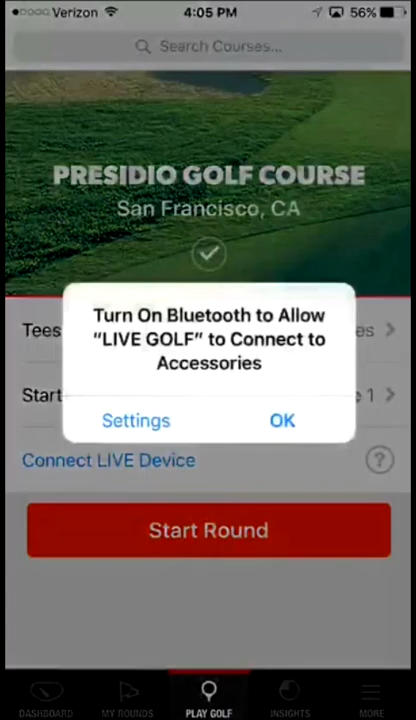 Verizon 4:05 PM 56%
Search Courses...
PRESIDIO GOLF COURSE
San Francisco, CA
Turn On Bluetooth to Allow
“LIVE GOLF” to Connect to
Accessories
Settings OK
Tees es
Start 1
Connect LIVE Device ?
Start Round
DASHBOARD MY ROUNDS PLAY GOLF INSIGHTS MORE